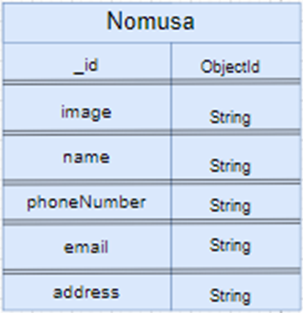 Nomusa
_id ObjectId
image String
name String
phoneNumber String
email String
address String